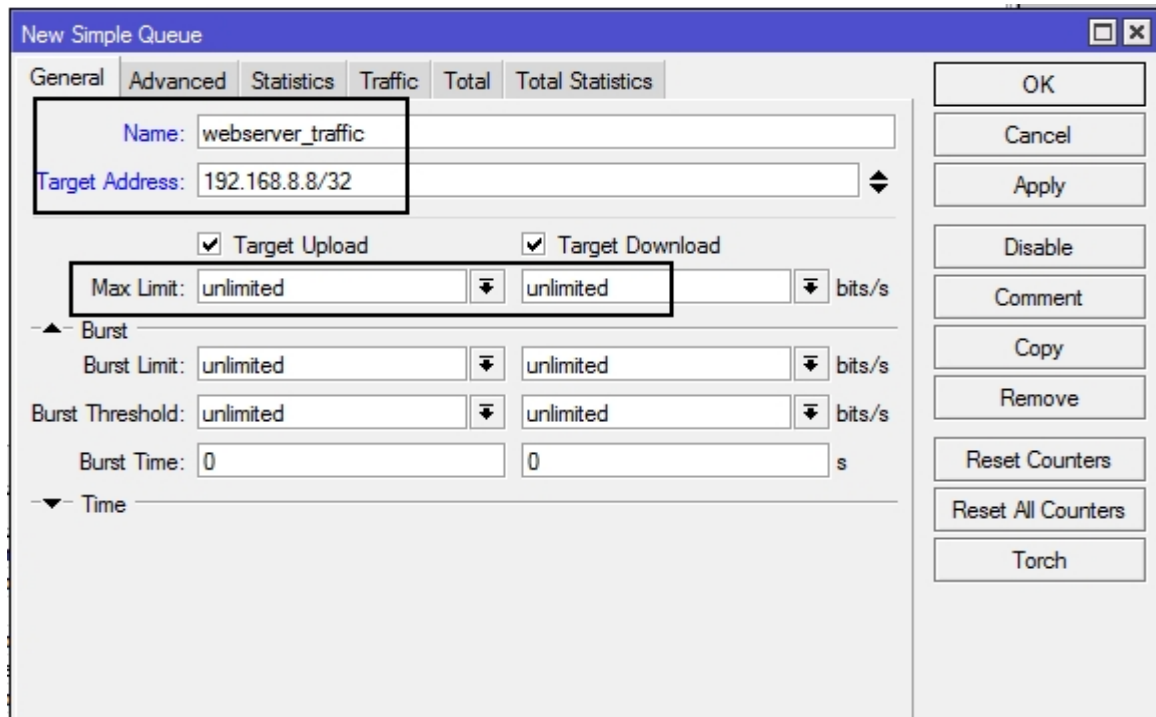 New Simple Queue
General Advanced Statistics Traffic Total Total Statistics
Name: webserver_traffic
Target Address: 192.168.8.8/32
Target Upload Target Download
Max Limit: unlimited unlimited bits/s
Burst
Burst Limit: unlimited unlimited bits/s
Burst Threshold: unlimited unlimited bits/s
Burst Time: 0 0 s
Time
OK
Cancel
Apply
Disable
Comment
Copy
Remove
Reset Counters
Reset All Counters
Torch